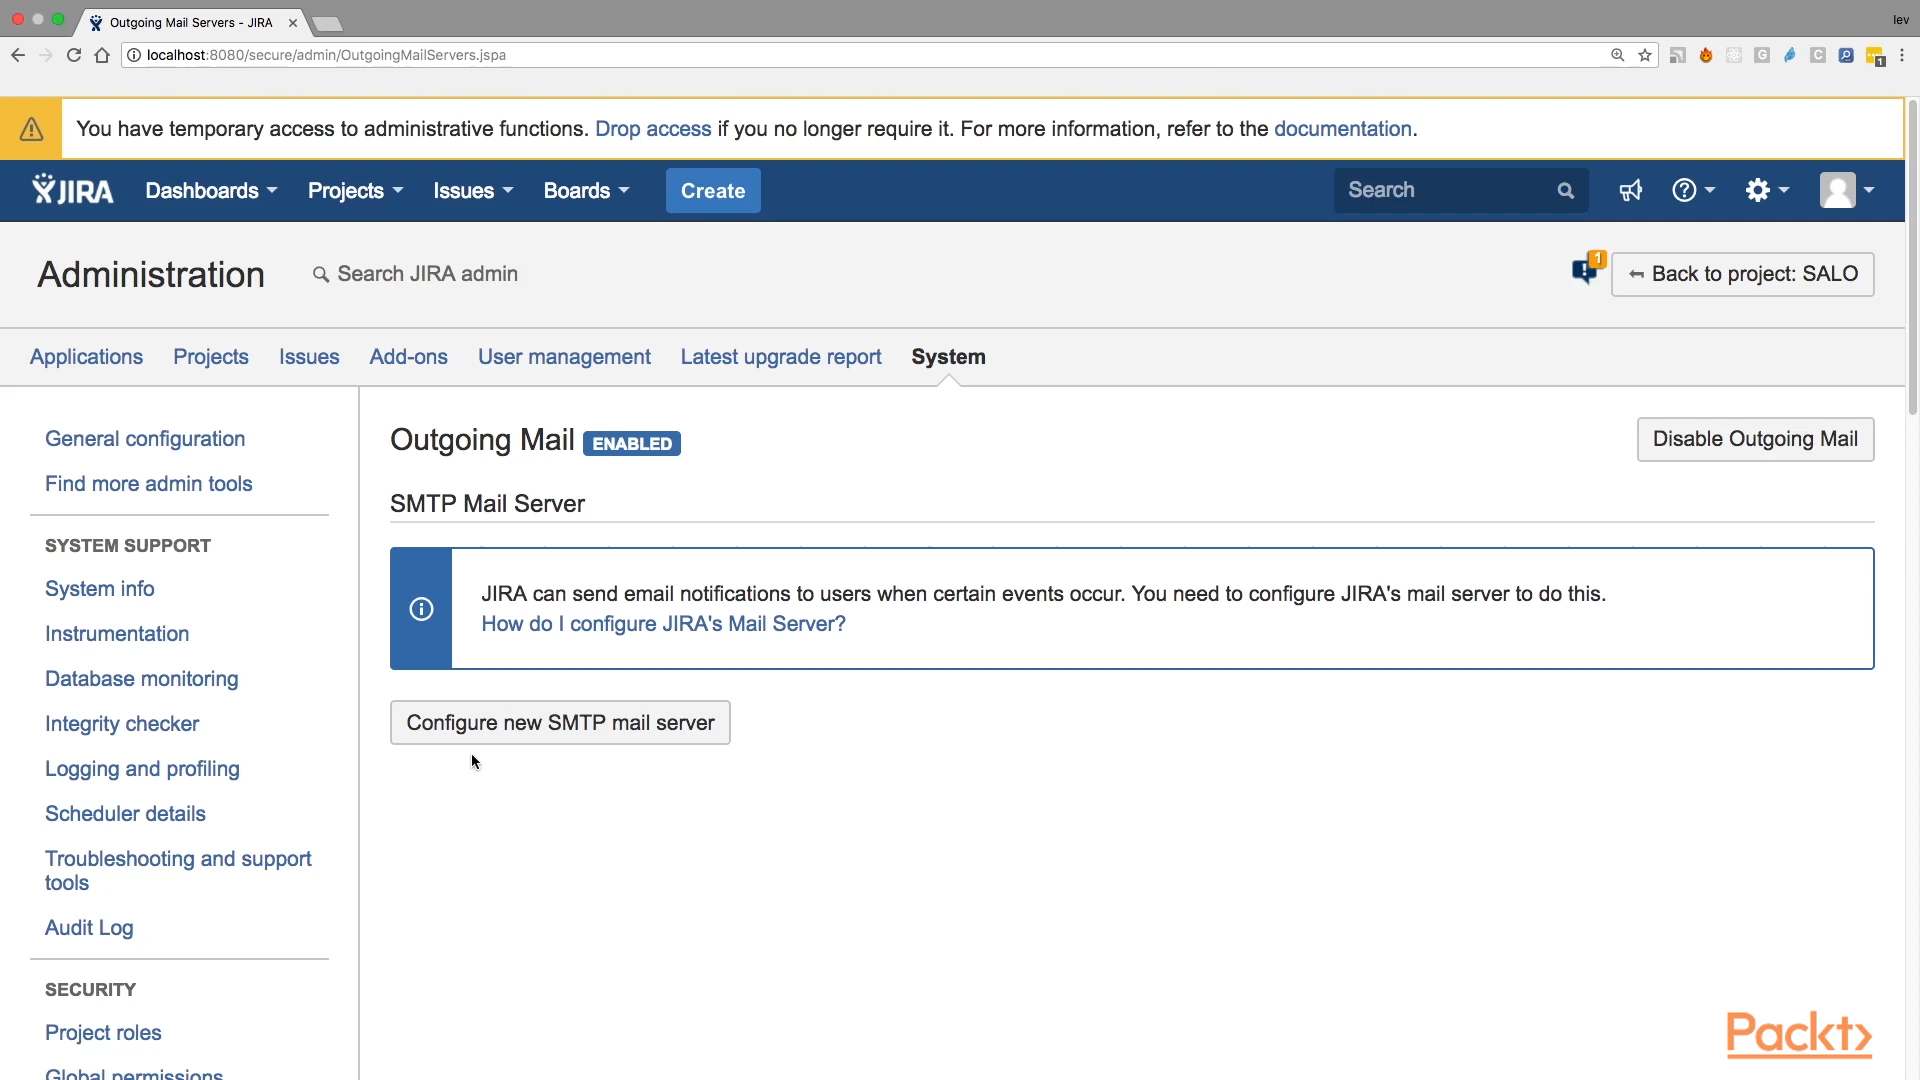 Outgoing Mail Servers - JIRA
lev
localhost:8080/secure/admin/OutgoingMailServers.jspa
You have temporary access to administrative functions. Drop access if you no longer require it. For more information, refer to the documentation.
JIRA Dashboards Projects Issues Boards Create Search
Administration Search JIRA admin 1 Back to project: SALO
Applications Projects Issues Add-ons User management Latest upgrade report System
General configuration
Find more admin tools
SYSTEM SUPPORT
System info
Instrumentation
Database monitoring
Integrity checker
Logging and profiling
Scheduler details
Troubleshooting and support
tools
Audit Log
SECURITY
Project roles
Global permissions
Outgoing Mail ENABLED Disable Outgoing Mail
SMTP Mail Server
JIRA can send email notifications to users when certain events occur. You need to configure JIRA's mail server to do this.
How do I configure JIRA's Mail Server?
Configure new SMTP mail server
Packt